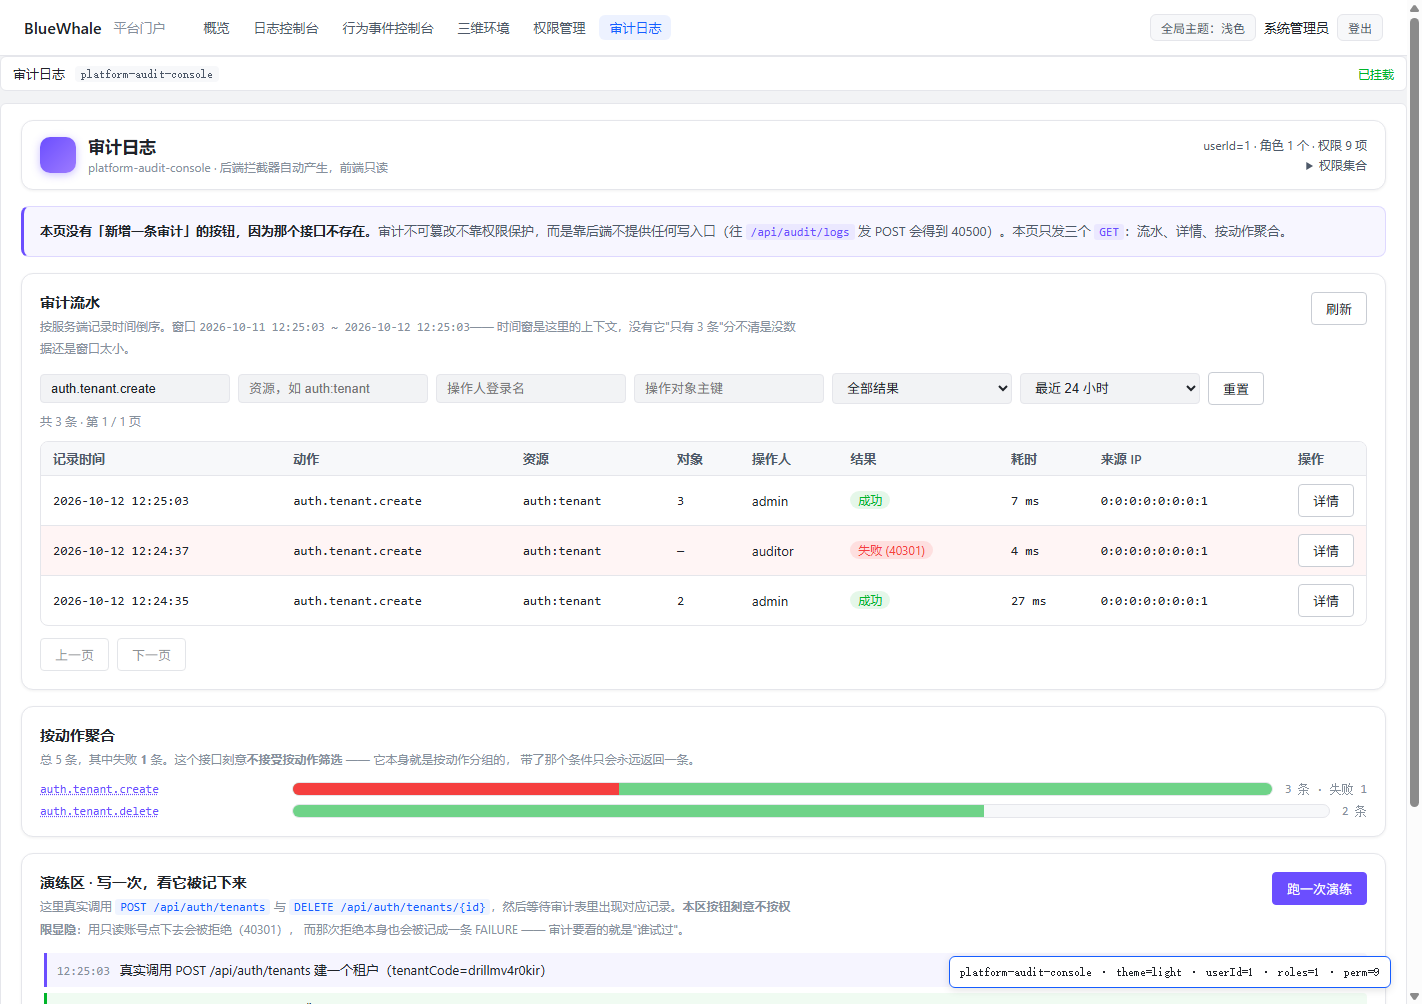 BlueWhale 平台门户 概览 日志控制台 行为事件控制台 三维环境 权限管理 审计日志 全局主题：浅色 系统管理员 登出
审计日志 platform-audit-console 已挂载
审计日志
platform-audit-console · 后端拦截器自动产生，前端只读
userId=1 · 角色 1 个 · 权限 9 项
▶ 权限集合
本页没有「新增一条审计」的按钮，因为那个接口不存在。审计不可篡改不靠权限保护，而是靠后端不提供任何写入口（往 /api/audit/logs 发 POST 会得到 40500）。本页只发三个 GET：流水、详情、按动作聚合。
审计流水
刷新
按服务端记录时间倒序。窗口 2026-10-11 12:25:03 ~ 2026-10-12 12:25:03—— 时间窗是这里的上下文，没有它"只有 3 条"分不清是没数
据还是窗口太小。
auth.tenant.create 资源，如 auth:tenant 操作人登录名 操作对象主键 全部结果 最近 24 小时 重置
共 3 条 · 第 1 / 1 页
记录时间 动作 资源 对象 操作人 结果 耗时 来源 IP 操作
2026-10-12 12:25:03 auth.tenant.create auth:tenant 3 admin 成功 7 ms 0:0:0:0:0:0:0:1 详情
2026-10-12 12:24:37 auth.tenant.create auth:tenant — auditor 失败 (40301) 4 ms 0:0:0:0:0:0:0:1 详情
2026-10-12 12:24:35 auth.tenant.create auth:tenant 2 admin 成功 27 ms 0:0:0:0:0:0:0:1 详情
上一页 下一页
按动作聚合
总 5 条，其中失败 1 条。这个接口刻意不接受按动作筛选 —— 它本身就是按动作分组的， 带了那个条件只会永远返回一条。
auth.tenant.create 3 条 · 失败 1
auth.tenant.delete 2 条
演练区 · 写一次，看它被记下来
跑一次演练
这里真实调用 POST /api/auth/tenants 与 DELETE /api/auth/tenants/{id}，然后等待审计表里出现对应记录。本区按钮刻意不按权
限显隐：用只读账号点下去会被拒绝（40301）， 而那次拒绝本身也会被记成一条 FAILURE —— 审计要看的就是"谁试过"。
12:25:03 真实调用 POST /api/auth/tenants 建一个租户（tenantCode=drillmv4r0kir）
platform-audit-console · theme=light · userId=1 · roles=1 · perm=9